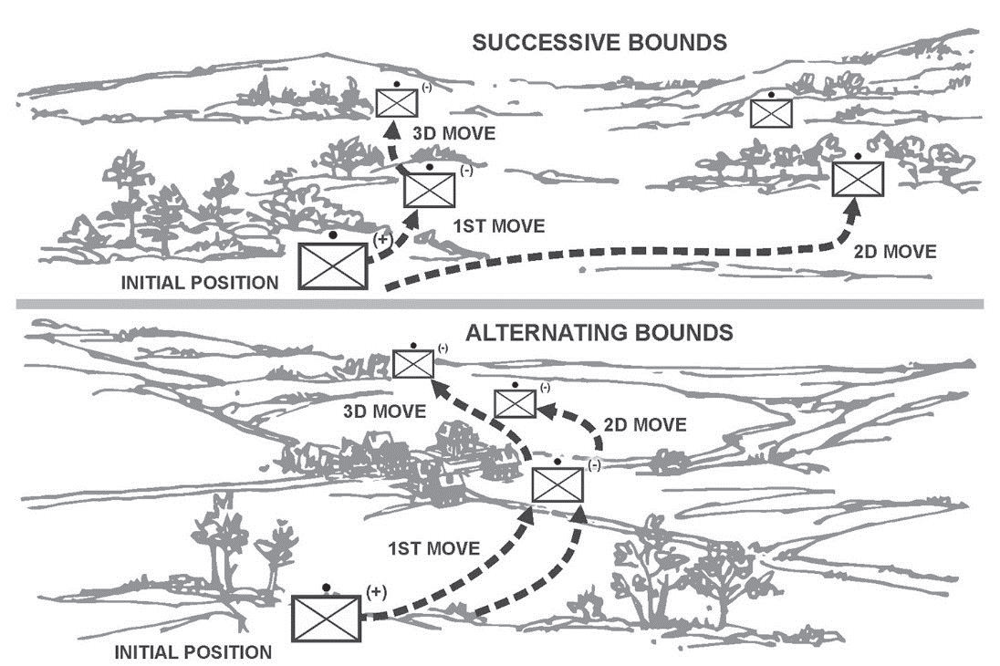 SUCCESSIVE BOUNDS
(-)
3D MOVE
(-)
1ST MOVE
(+)
2D MOVE
INITIAL POSITION
ALTERNATING BOUNDS
(-)
(-)
3D MOVE
2D MOVE
(-)
1ST MOVE
(+)
INITIAL POSITION